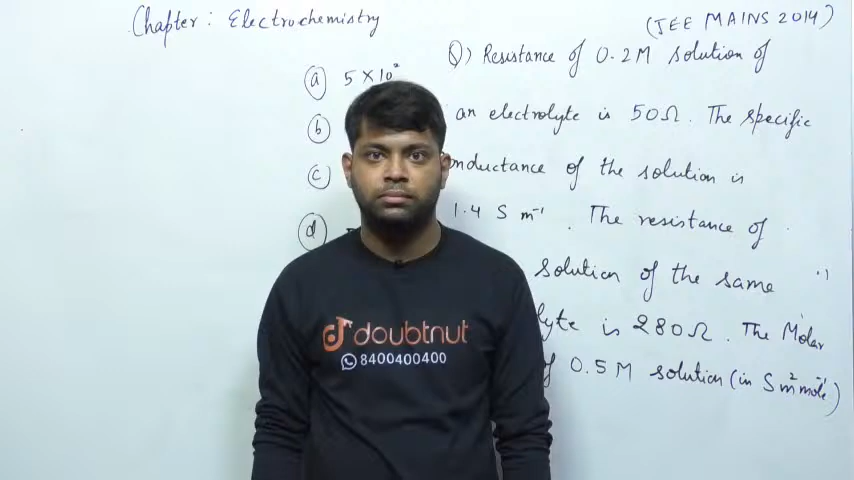 Chapter: Electrochemistry
(JEE MAINS 2014)
(a) 5 X 10²
(b)
(c)
(d)
Q) Resistance of 0.2M solution of
an electrolyte is 50Ω. The specific
onductance of the solution is
1.4 S m⁻¹. The resistance of
solution of the same
lyte is 280Ω. The Molar
0.5M solution (in S m² mole⁻¹)
doubtnut
8400400400